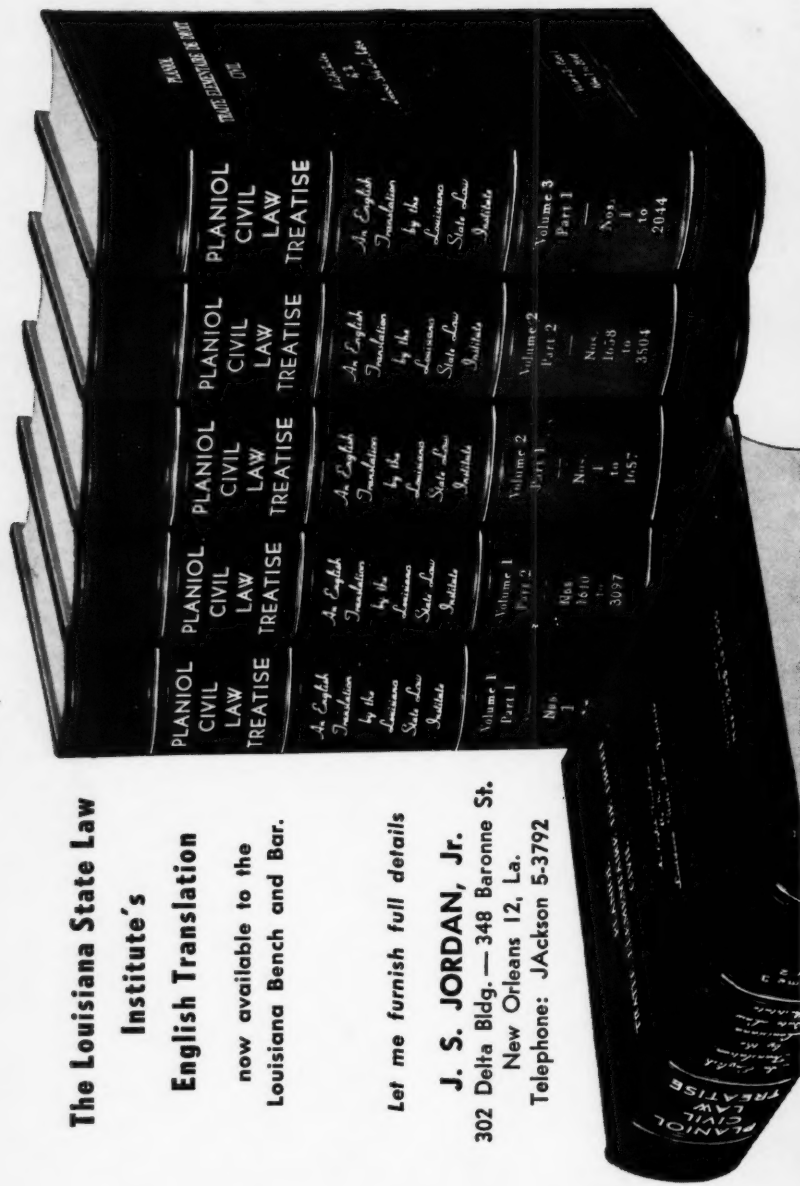 The Louisiana State Law
Institute's
English Translation
now available to the
Louisiana Bench and Bar.
Let me furnish full details
J. S. JORDAN, Jr.
302 Delta Bldg. — 348 Baronne St.
New Orleans 12, La.
Telephone: JAckson 5-3792
PLANIOL
CIVIL
LAW
TREATISE
An English
Translation
by the
Louisiana
State Law
Institute
Volume 1
Part 1
—
Nos.
1
PLANIOL
CIVIL
LAW
TREATISE
An English
Translation
by the
Louisiana
State Law
Institute
Volume 1
Part 2
—
Nos.
1610
to
3097
PLANIOL
CIVIL
LAW
TREATISE
An English
Translation
by the
Louisiana
State Law
Institute
Volume 2
Part 1
—
Nos.
1
to
1657
PLANIOL
CIVIL
LAW
TREATISE
An English
Translation
by the
Louisiana
State Law
Institute
Volume 2
Part 2
—
Nos.
1658
to
3504
PLANIOL
CIVIL
LAW
TREATISE
An English
Translation
by the
Louisiana
State Law
Institute
Volume 3
Part 1
—
Nos.
1
to
2044
PLANIOL
TRAITE ELEMENTAIRE DE DROIT
CIVIL
PLANIOL
CIVIL
LAW
TREATISE